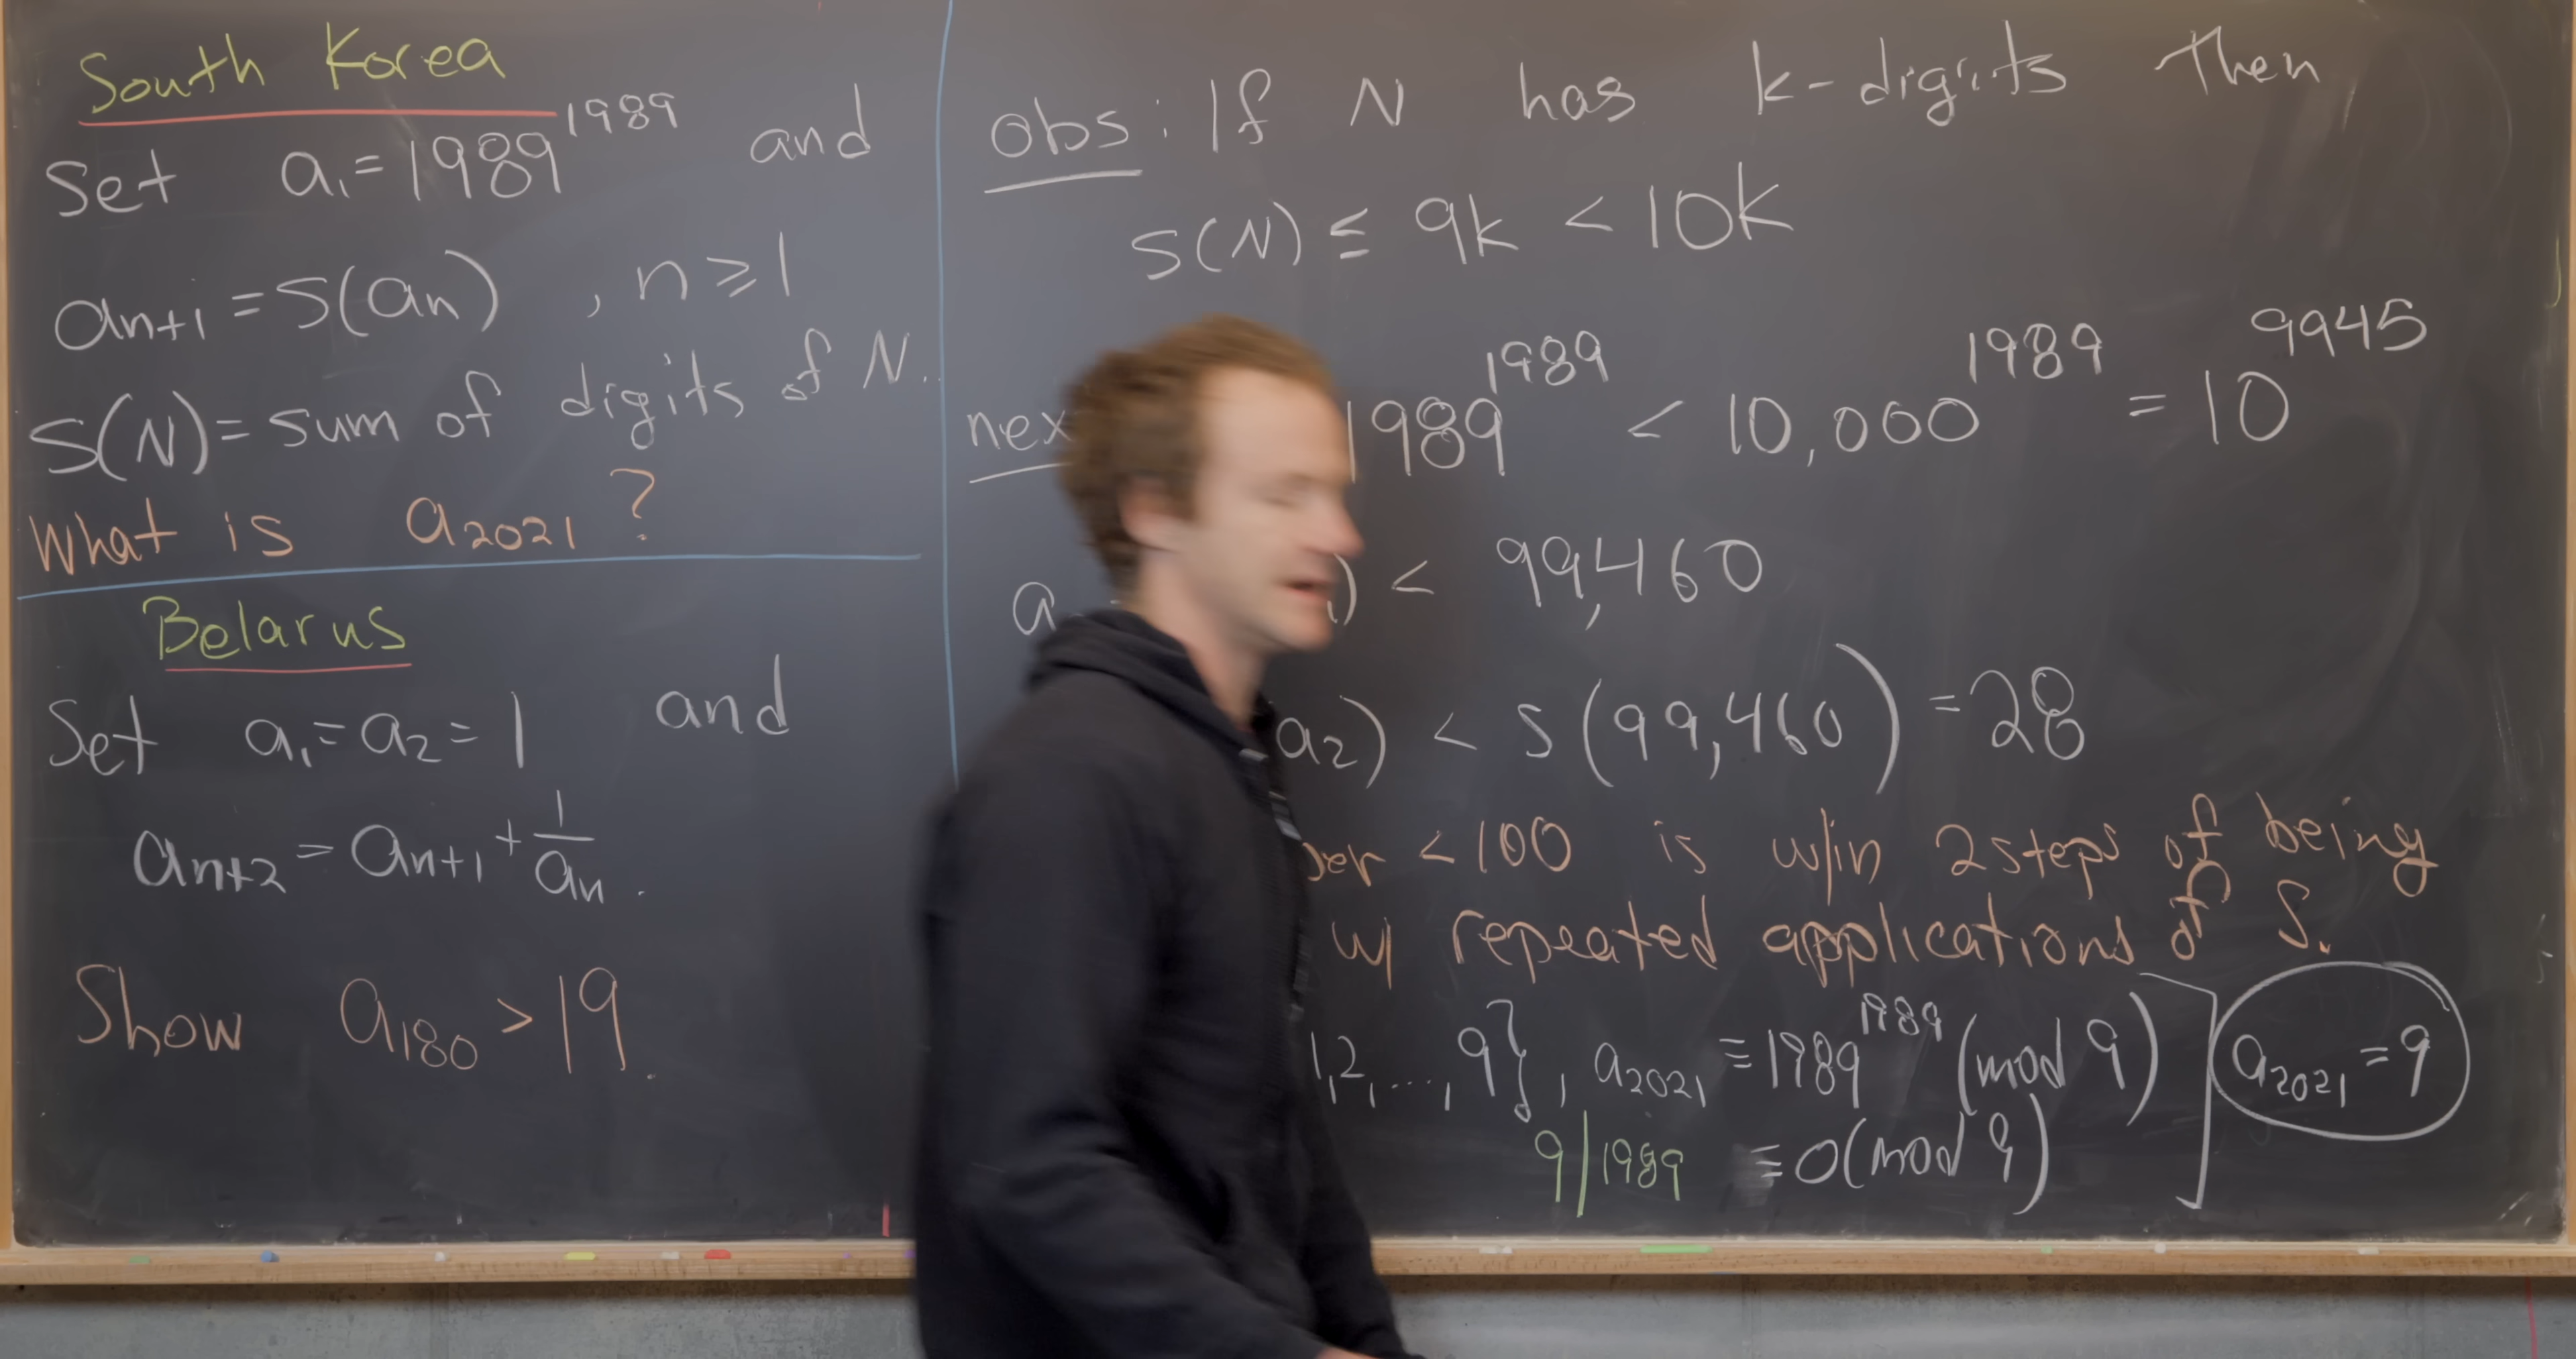 South Korea
Set a₁ = 1989^1989 and
aₙ₊₁ = S(aₙ) , n ≥ 1
S(N) = sum of digits of N.
What is a₂₀₂₁ ?
Belarus
Set a₁ = a₂ = 1 and
aₙ₊₂ = aₙ₊₁ + 1/aₙ .
Show a₁₈₀ > 19.
obs: If N has k-digits then
S(N) ≤ 9k < 10k
1989^1989 < 10,000^1989 = 10^9945
) < 99,460
a₂) < S(99,460) = 28
<100 is w/in 2 steps of being
w/ repeated applications of S.
1,2,...,9}, a₂₀₂₁ ≡ 1989^1989 (mod 9)
9|1989 ≡ 0 (mod 9)
a₂₀₂₁ = 9